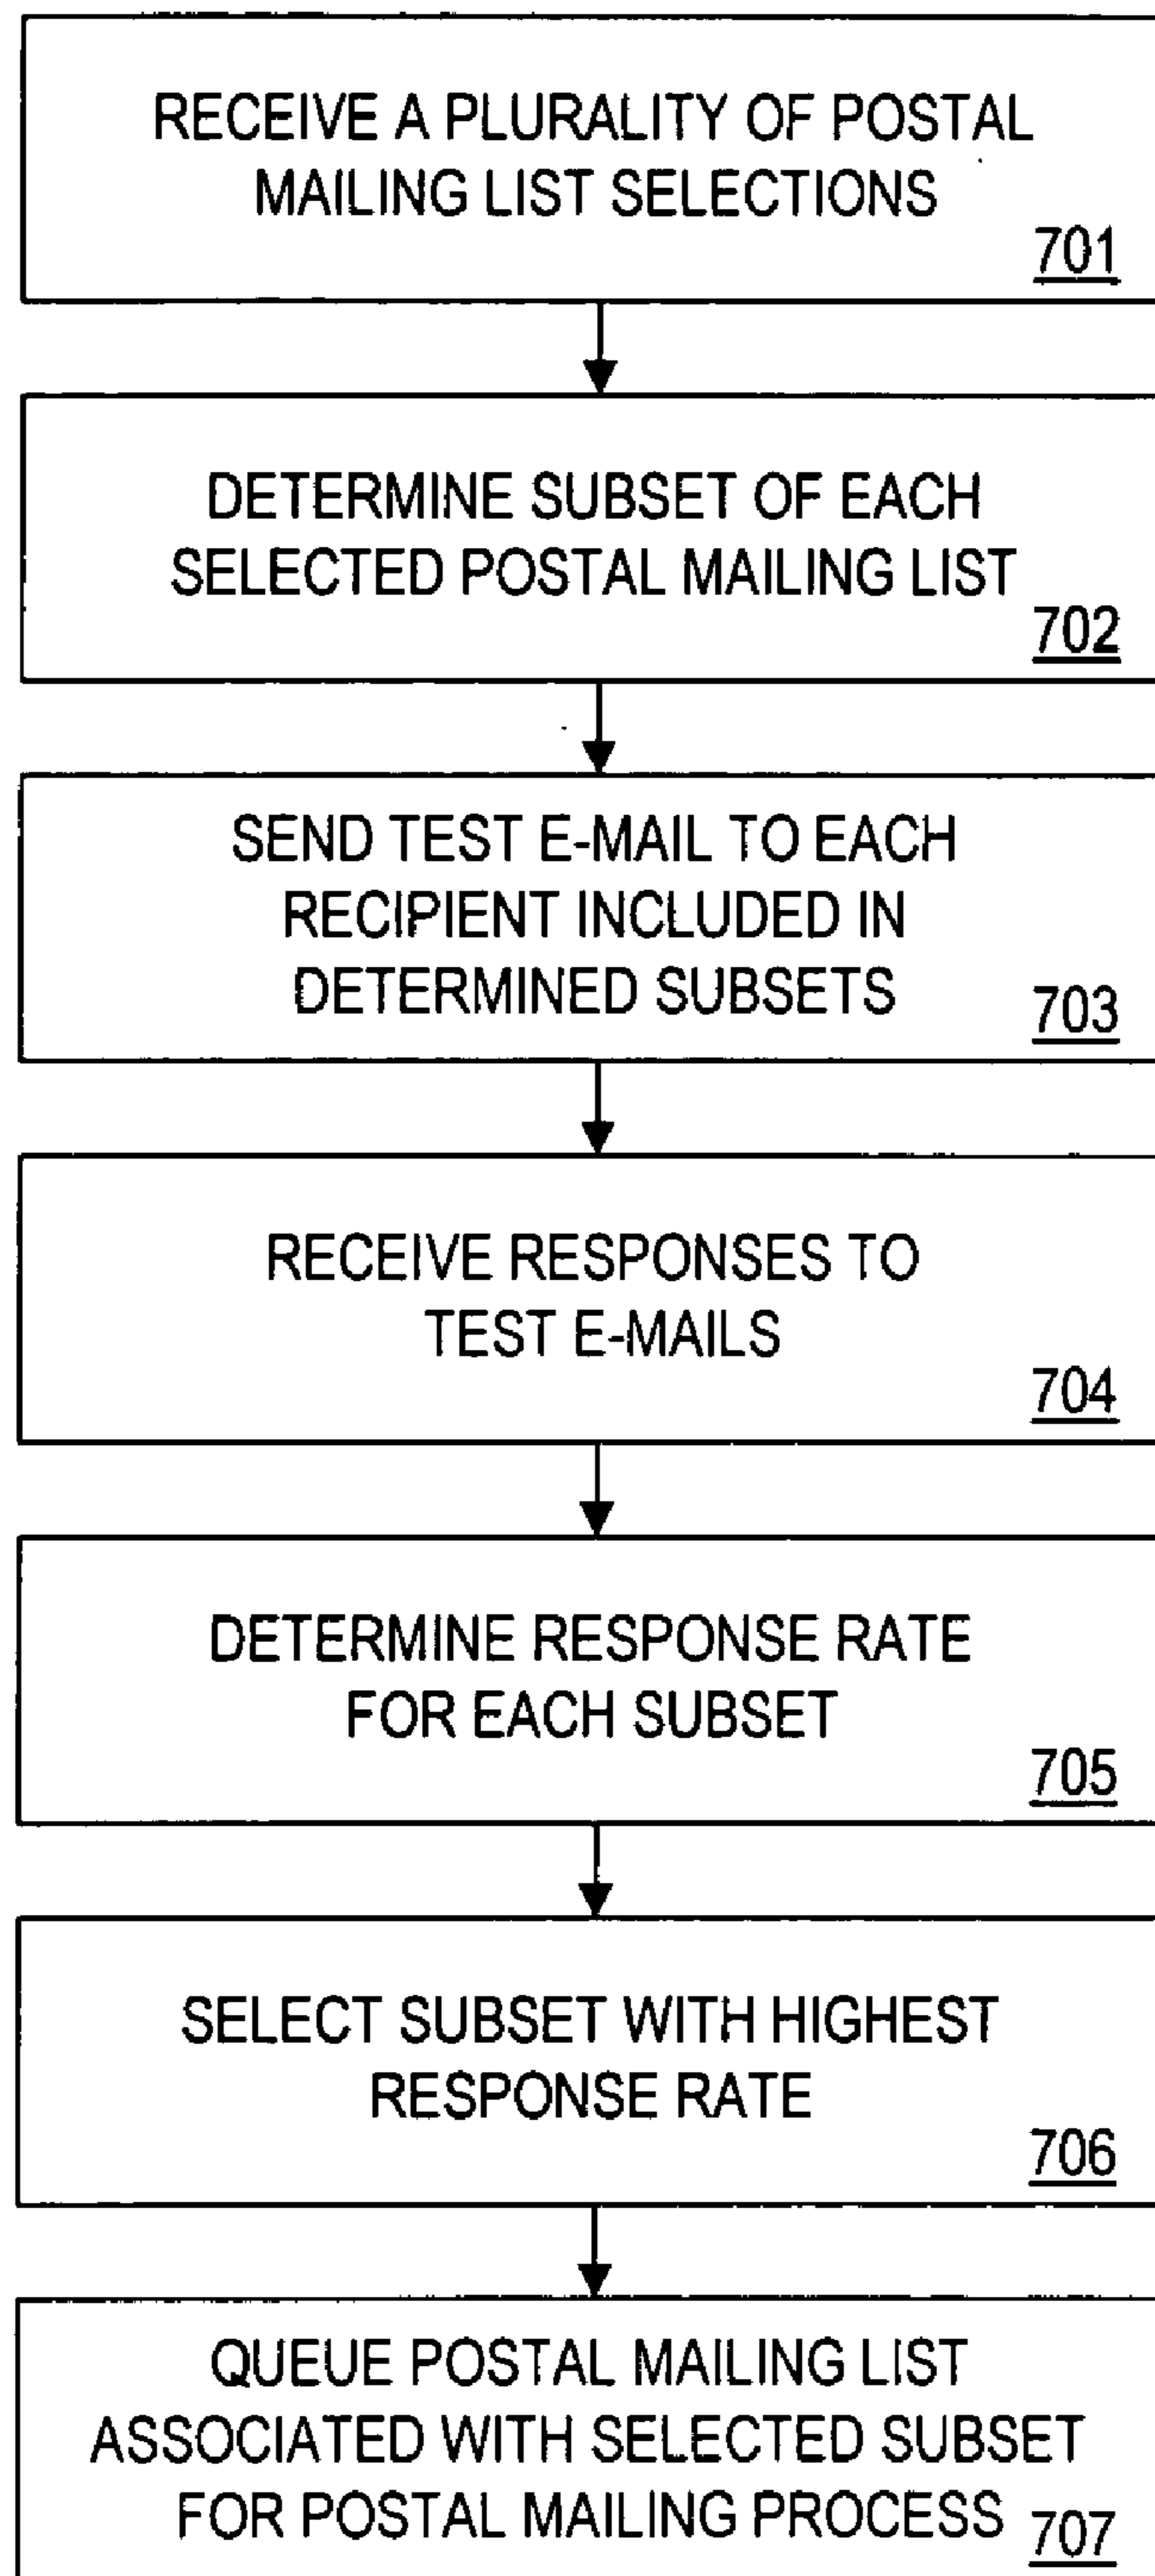 RECEIVE A PLURALITY OF POSTAL
MAILING LIST SELECTIONS
701
DETERMINE SUBSET OF EACH
SELECTED POSTAL MAILING LIST
702
SEND TEST E-MAIL TO EACH
RECIPIENT INCLUDED IN
DETERMINED SUBSETS
703
RECEIVE RESPONSES TO
TEST E-MAILS
704
DETERMINE RESPONSE RATE
FOR EACH SUBSET
705
SELECT SUBSET WITH HIGHEST
RESPONSE RATE
706
QUEUE POSTAL MAILING LIST
ASSOCIATED WITH SELECTED SUBSET
FOR POSTAL MAILING PROCESS
707